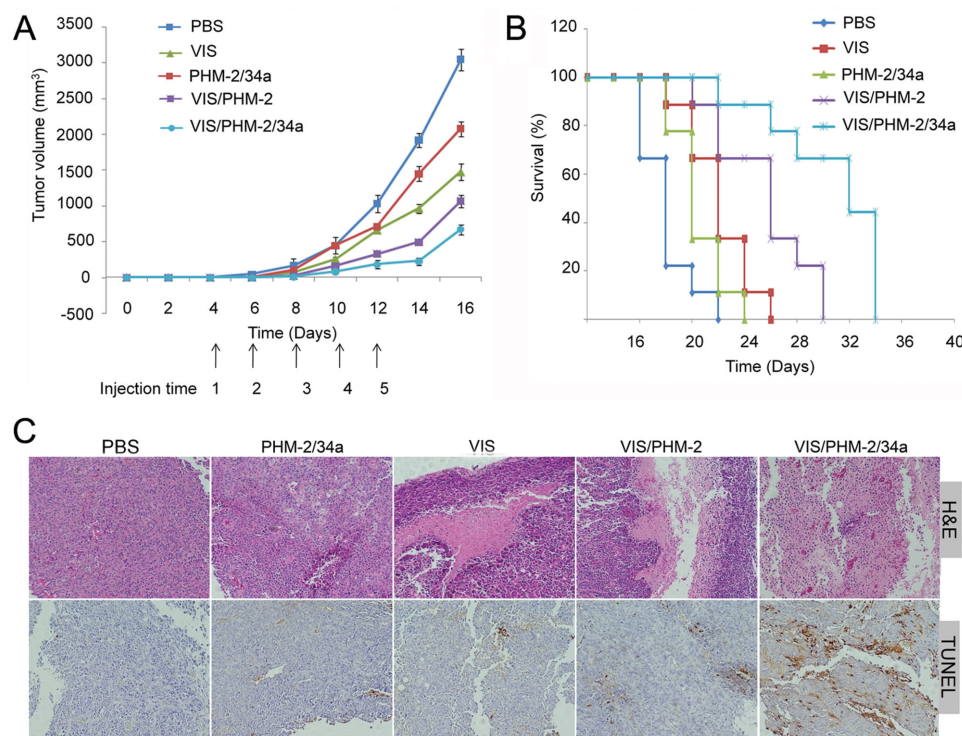 A
3500
3000
2500
2000
1500
1000
500
0
-500
Tumor volume (mm³)
PBS
VIS
PHM-2/34a
VIS/PHM-2
VIS/PHM-2/34a
0 2 4 6 8 10 12 14 16
Time (Days)
Injection time 1 2 3 4 5
B
120
100
80
60
40
20
Survival (%)
PBS
VIS
PHM-2/34a
VIS/PHM-2
VIS/PHM-2/34a
16 20 24 28 32 36 40
Time (Days)
C
PBS PHM-2/34a VIS VIS/PHM-2 VIS/PHM-2/34a
H&E
TUNEL